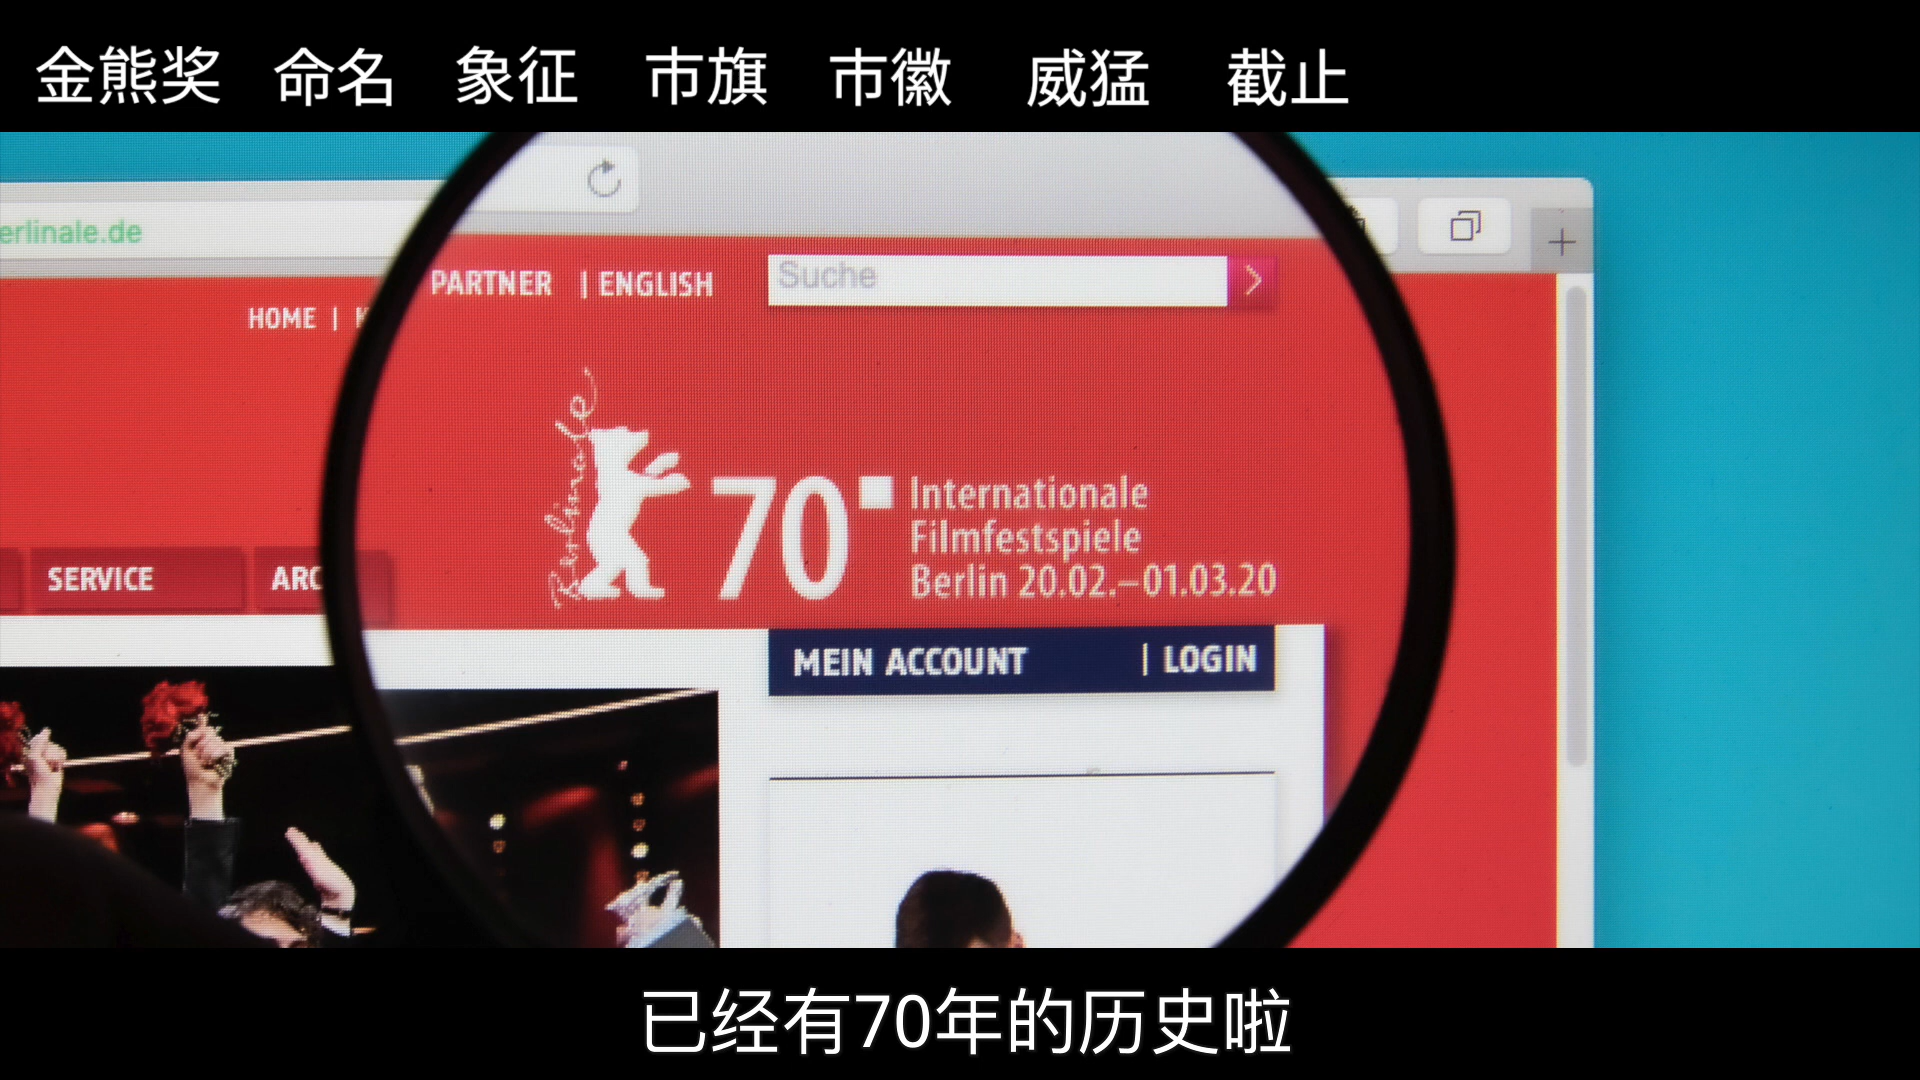 金熊奖 命名 象征 市旗 市徽 威猛 截止
erlinale.de
PARTNER | ENGLISH
Suche
HOME |
Berlinale
70
Internationale
Filmfestspiele
Berlin 20.02.–01.03.20
SERVICE
MEIN ACCOUNT | LOGIN
已经有70年的历史啦